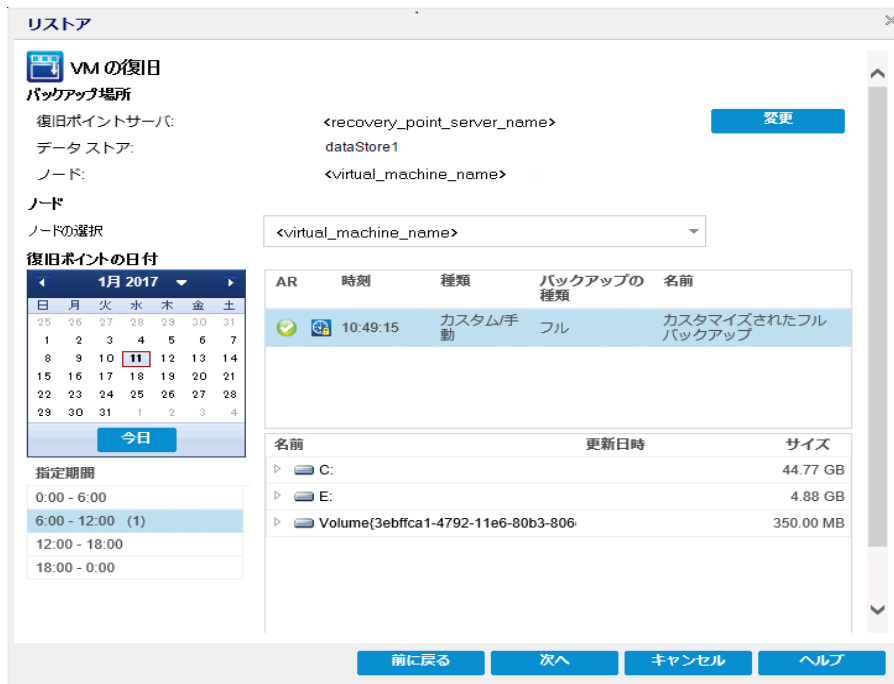 リストア
VM の復旧
バックアップ場所
復旧ポイントサーバ:
<recovery_point_server_name>
変更
データ ストア:
dataStore1
ノード:
<virtual_machine_name>
ノード
ノードの選択
<virtual_machine_name>
復旧ポイントの日付
1月 2017
日 月 火 水 木 金 土
25 26 27 28 29 30 31
1 2 3 4 5 6 7
8 9 10 11 12 13 14
15 16 17 18 19 20 21
22 23 24 25 26 27 28
29 30 31 1 2 3 4
今日
指定期間
0:00 - 6:00
6:00 - 12:00 (1)
12:00 - 18:00
18:00 - 0:00
AR 時刻 種類 バックアップの
種類 名前
10:49:15 カスタム/手
動 フル カスタマイズされたフル
バックアップ
名前 更新日時 サイズ
C: 44.77 GB
E: 4.88 GB
Volume{3ebffca1-4792-11e6-80b3-806 350.00 MB
前に戻る 次へ キャンセル ヘルプ